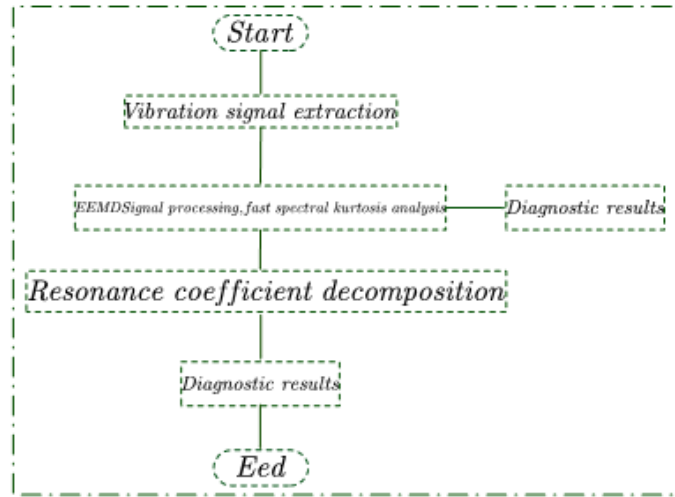 Start
Vibration signal extraction
EEMDSignal processing,fast spectral kurtosis analysis
Diagnostic results
Resonance coefficient decomposition
Diagnostic results
Eed